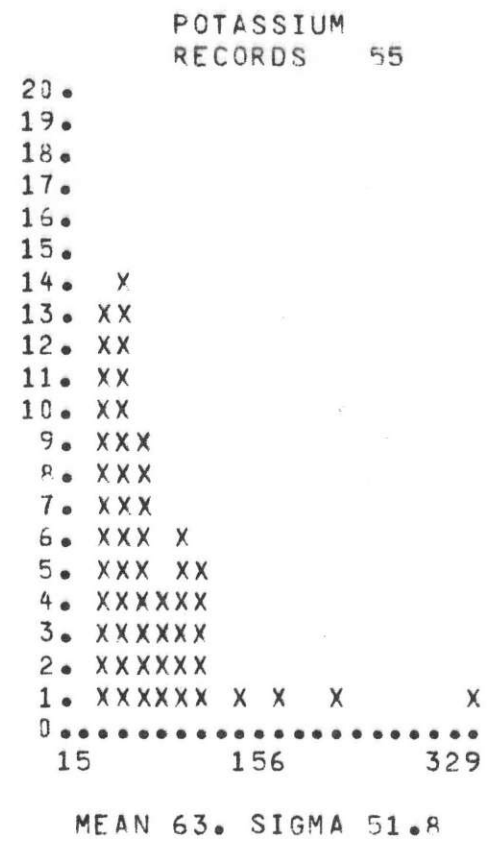 POTASSIUM
RECORDS 55
20.
19.
18.
17.
16.
15.
14. X
13. XX
12. XX
11. XX
10. XX
9. XXX
8. XXX
7. XXX
6. XXX X
5. XXX XX
4. XXXXXX
3. XXXXXX
2. XXXXXX
1. XXXXXX X X X X
0......................
15 156 329
MEAN 63. SIGMA 51.8